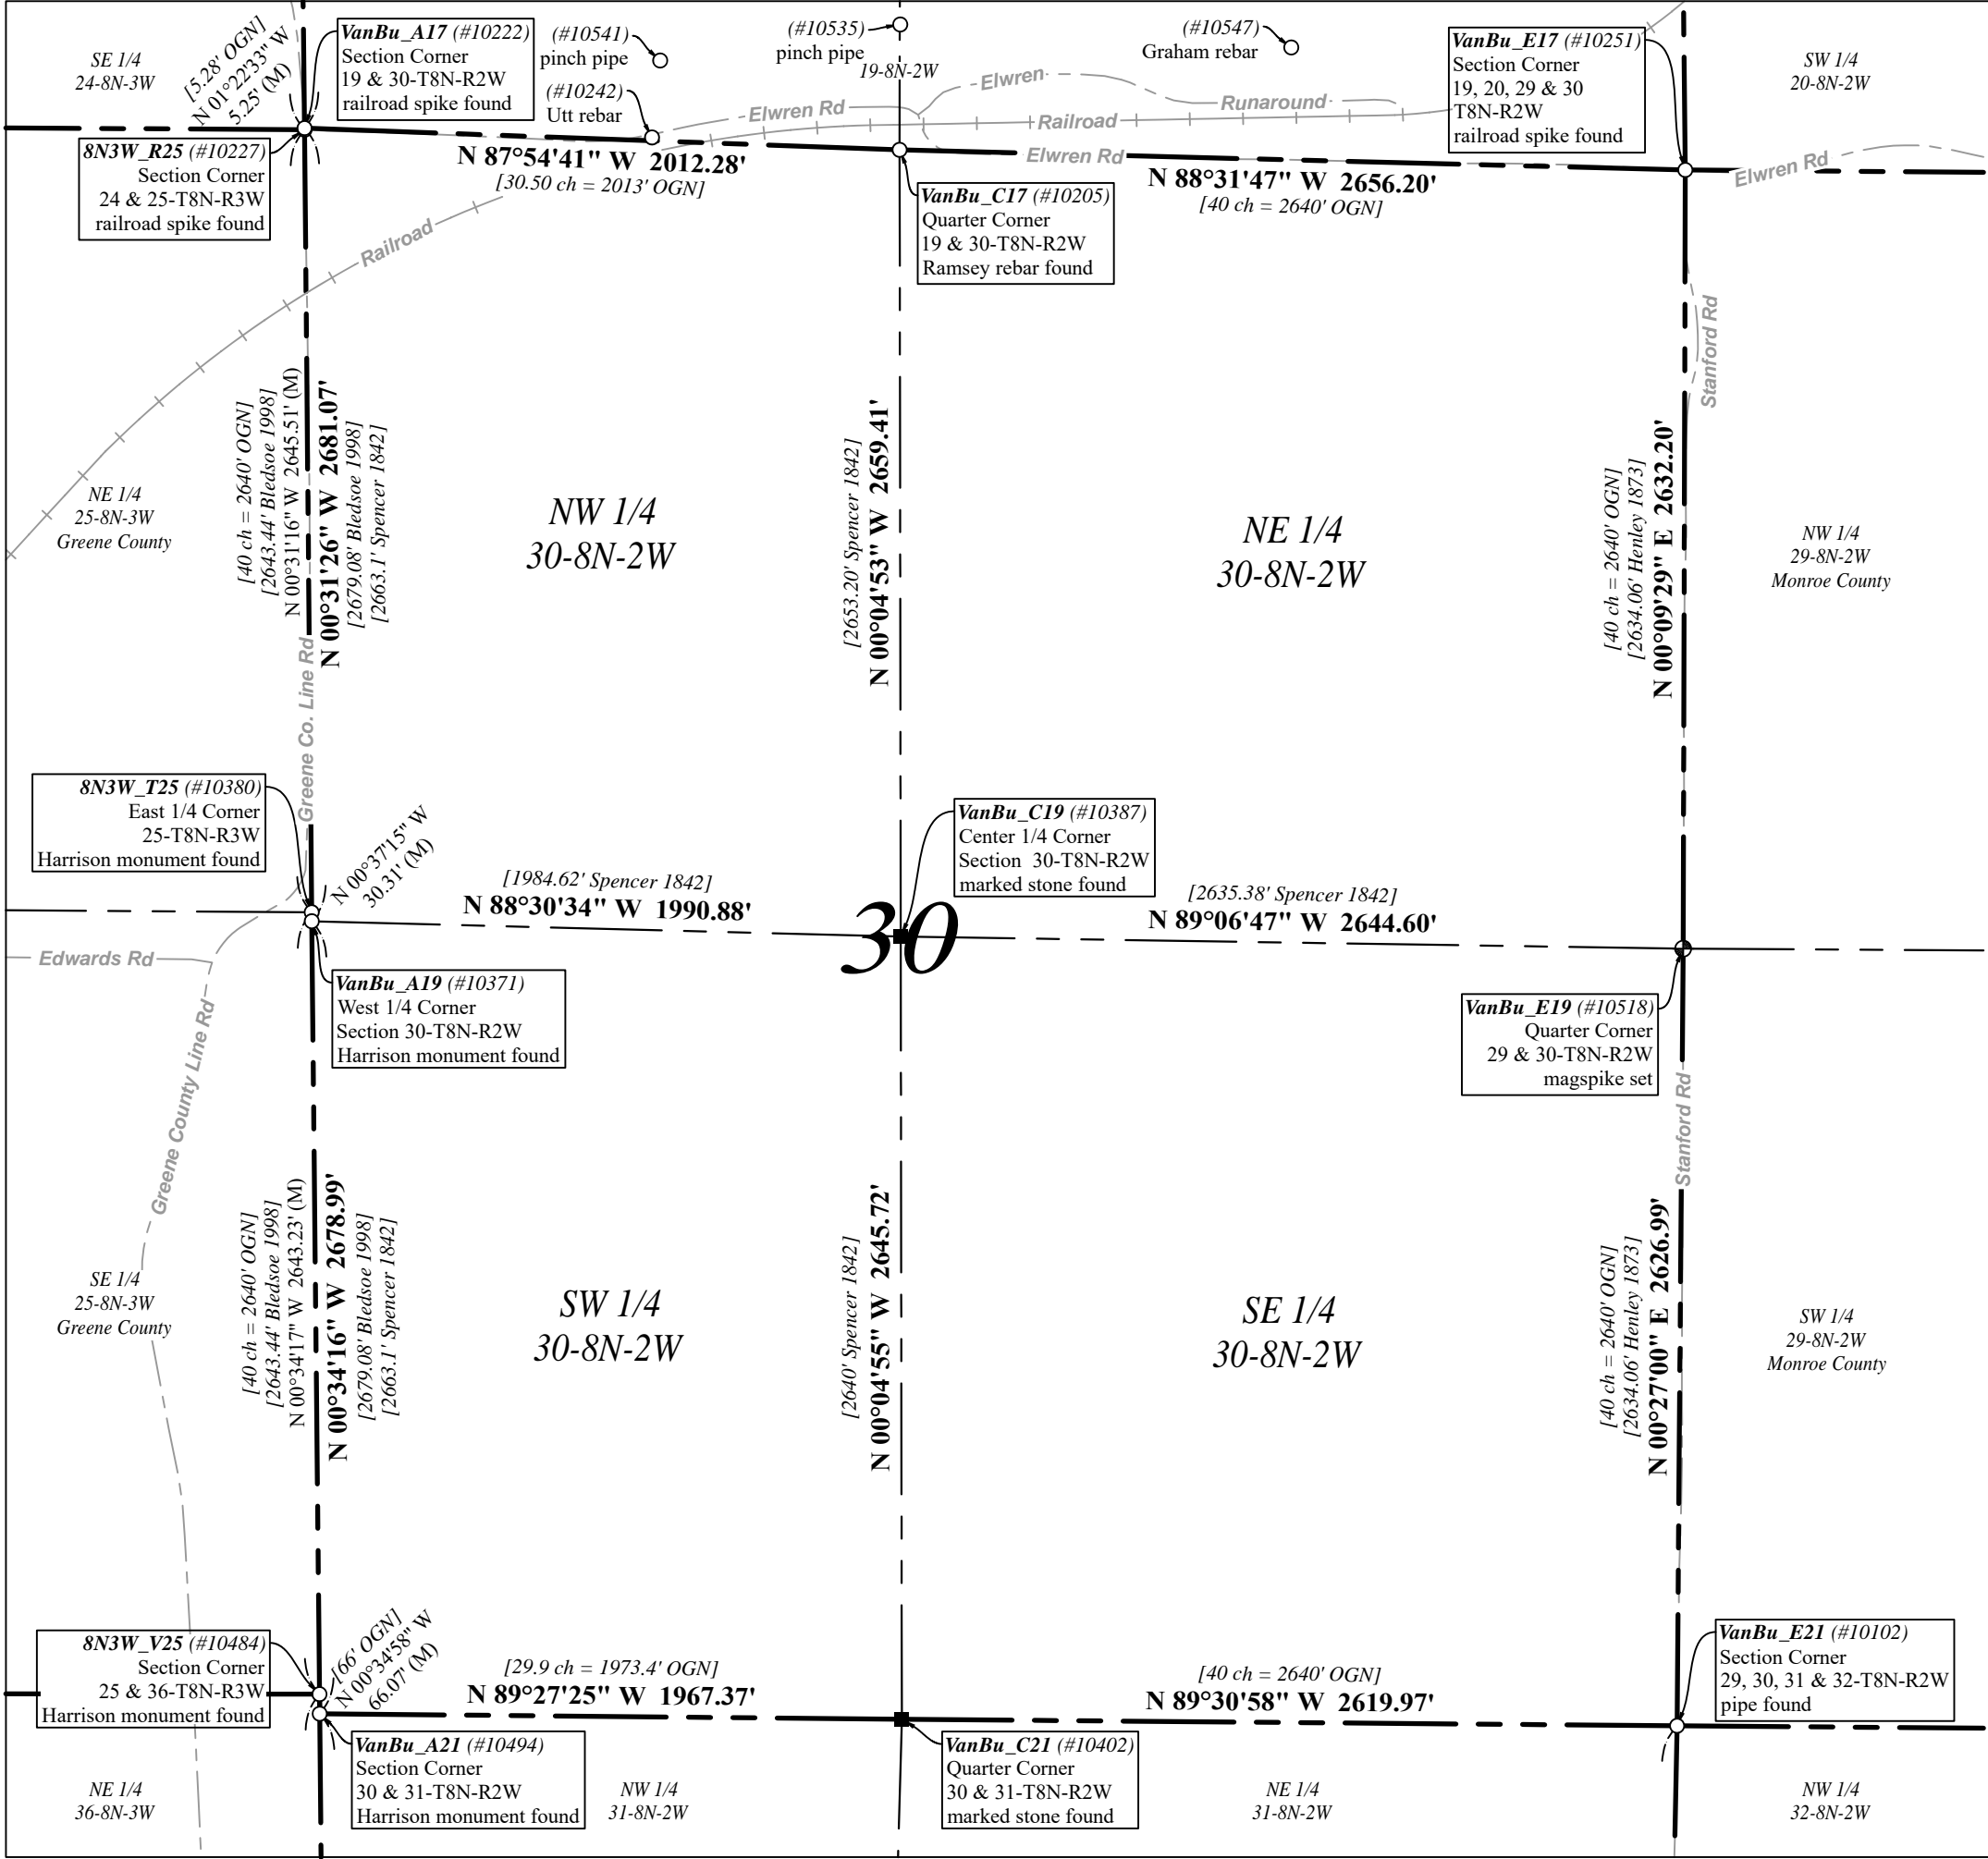 SE 1/4
24-8N-3W
[5.28' OGN]
N 01°22'33" W
5.25' (M)
VanBu_A17 (#10222)
Section Corner
19 & 30-T8N-R2W
railroad spike found
(#10541)
pinch pipe
(#10242)
Utt rebar
(#10535)
pinch pipe
19-8N-2W
(#10547)
Graham rebar
VanBu_E17 (#10251)
Section Corner
19, 20, 29 & 30
T8N-R2W
railroad spike found
SW 1/4
20-8N-2W
Elwren Rd
Elwren
Runaround
Railroad
Elwren Rd
Elwren Rd
8N3W_R25 (#10227)
Section Corner
24 & 25-T8N-R3W
railroad spike found
N 87°54'41" W 2012.28'
[30.50 ch = 2013' OGN]
VanBu_C17 (#10205)
Quarter Corner
19 & 30-T8N-R2W
Ramsey rebar found
N 88°31'47" W 2656.20'
[40 ch = 2640' OGN]
Railroad
Stanford Rd
[40 ch = 2640' OGN]
[2643.44' Bledsoe 1998]
N 00°31'16" W 2645.51' (M)
N 00°31'26" W 2681.07'
[2679.08' Bledsoe 1998]
[2663.1' Spencer 1842]
[2653.20' Spencer 1842]
N 00°04'53" W 2659.41'
[40 ch = 2640' OGN]
[2634.06' Henley 1873]
N 00°09'29" E 2632.20'
NE 1/4
25-8N-3W
Greene County
NW 1/4
30-8N-2W
NE 1/4
30-8N-2W
NW 1/4
29-8N-2W
Monroe County
Greene Co. Line Rd
8N3W_T25 (#10380)
East 1/4 Corner
25-T8N-R3W
Harrison monument found
N 00°37'15" W
30.31' (M)
[1984.62' Spencer 1842]
N 88°30'34" W 1990.88'
VanBu_C19 (#10387)
Center 1/4 Corner
Section 30-T8N-R2W
marked stone found
[2635.38' Spencer 1842]
N 89°06'47" W 2644.60'
30
Edwards Rd
VanBu_A19 (#10371)
West 1/4 Corner
Section 30-T8N-R2W
Harrison monument found
VanBu_E19 (#10518)
Quarter Corner
29 & 30-T8N-R2W
magspike set
Greene County Line Rd
Stanford Rd
[40 ch = 2640' OGN]
[2643.44' Bledsoe 1998]
N 00°34'17" W 2643.23' (M)
N 00°34'16" W 2678.99'
[2679.08' Bledsoe 1998]
[2663.1' Spencer 1842]
[2640' Spencer 1842]
N 00°04'55" W 2645.72'
[40 ch = 2640' OGN]
[2634.06' Henley 1873]
N 00°27'00" E 2626.99'
SE 1/4
25-8N-3W
Greene County
SW 1/4
30-8N-2W
SE 1/4
30-8N-2W
SW 1/4
29-8N-2W
Monroe County
8N3W_V25 (#10484)
Section Corner
25 & 36-T8N-R3W
Harrison monument found
[66' OGN]
N 00°34'58" W
66.07' (M)
[29.9 ch = 1973.4' OGN]
N 89°27'25" W 1967.37'
[40 ch = 2640' OGN]
N 89°30'58" W 2619.97'
VanBu_E21 (#10102)
Section Corner
29, 30, 31 & 32-T8N-R2W
pipe found
VanBu_A21 (#10494)
Section Corner
30 & 31-T8N-R2W
Harrison monument found
VanBu_C21 (#10402)
Quarter Corner
30 & 31-T8N-R2W
marked stone found
NE 1/4
36-8N-3W
NW 1/4
31-8N-2W
NE 1/4
31-8N-2W
NW 1/4
32-8N-2W